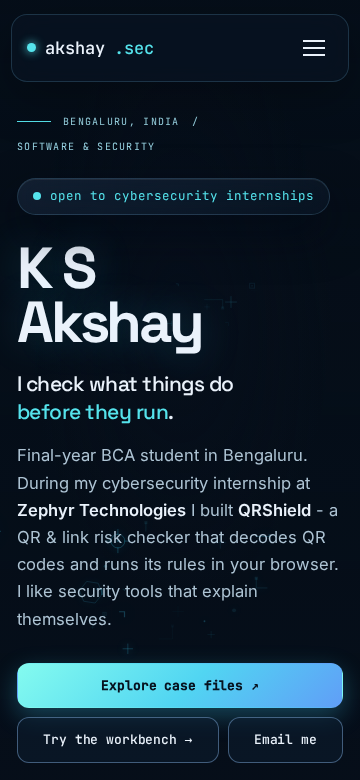 akshay .sec
BENGALURU, INDIA /
SOFTWARE & SECURITY
open to cybersecurity internships
K S
Akshay
I check what things do
before they run.
Final-year BCA student in Bengaluru.
During my cybersecurity internship at
Zephyr Technologies I built QRShield - a
QR & link risk checker that decodes QR
codes and runs its rules in your browser.
I like security tools that explain
themselves.
Explore case files ↗
Try the workbench →
Email me